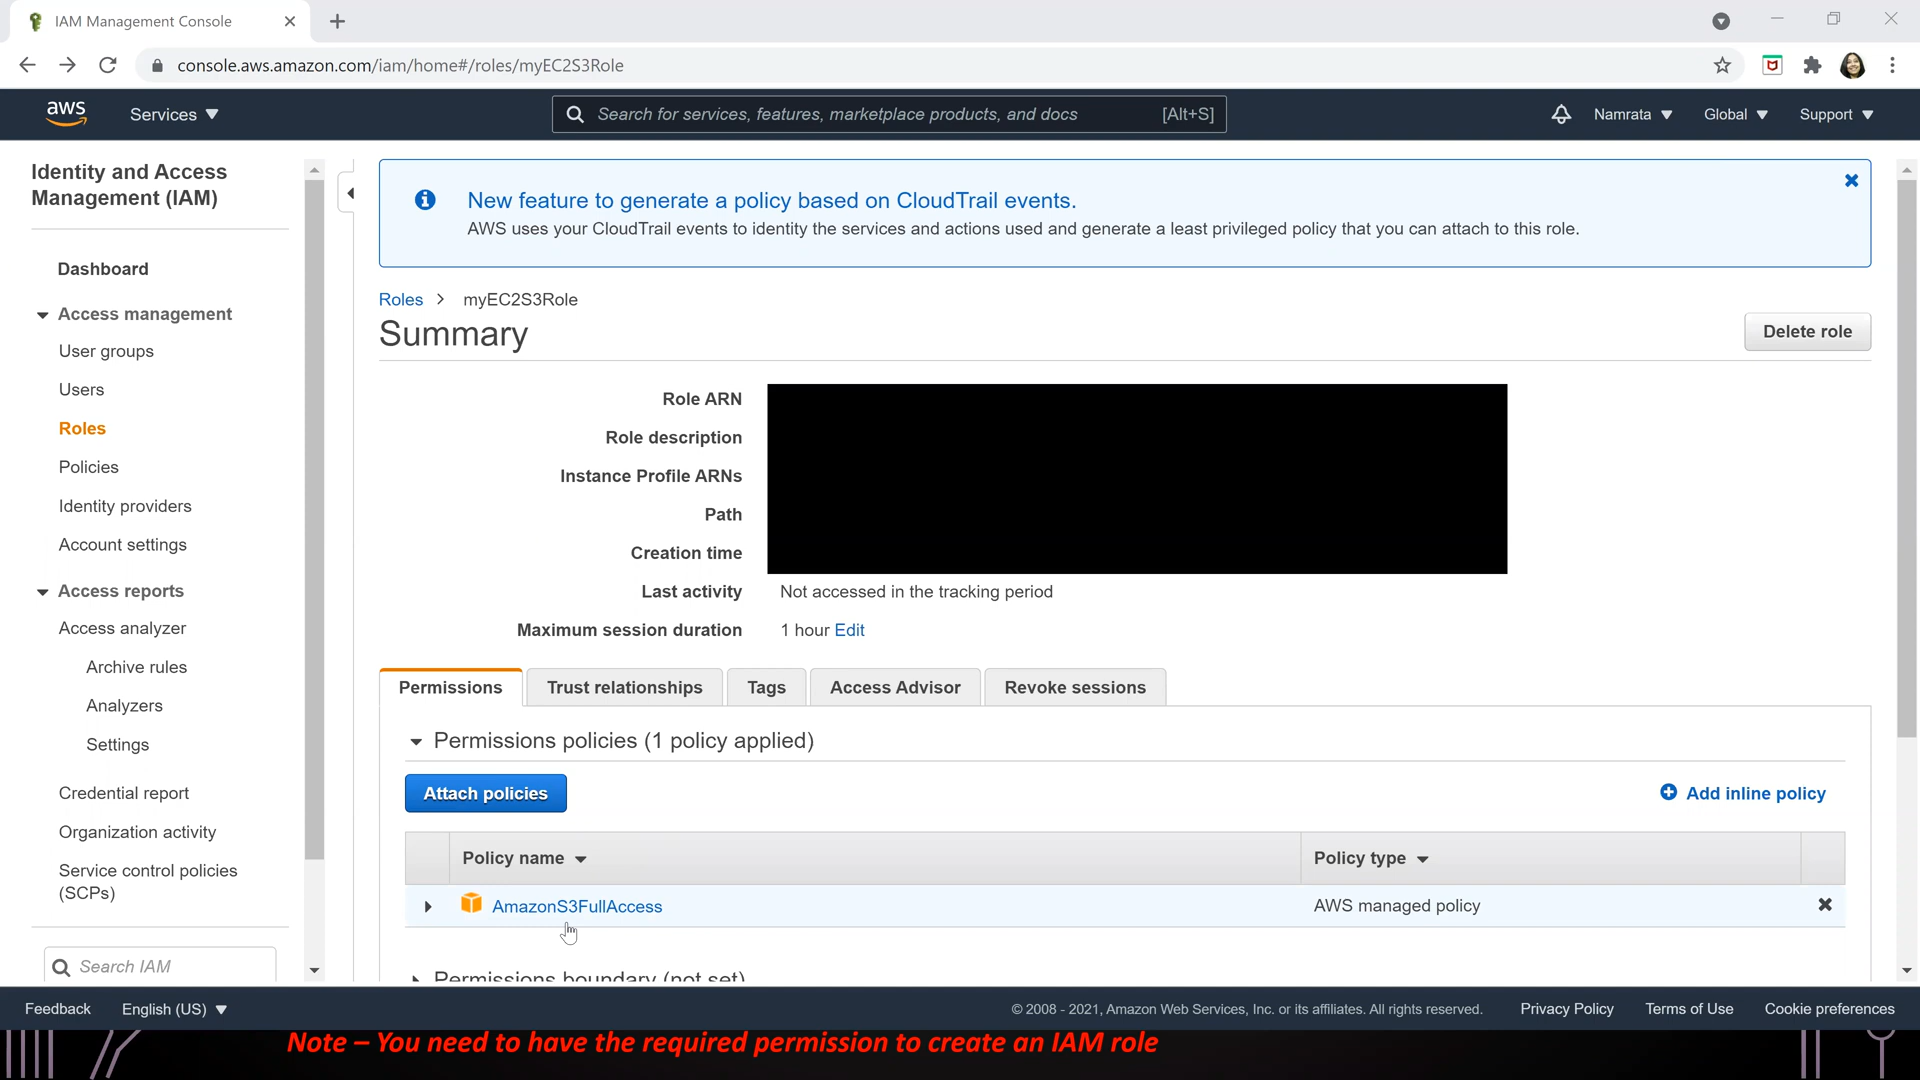 IAM Management Console
console.aws.amazon.com/iam/home#/roles/myEC2S3Role
aws
Services
Search for services, features, marketplace products, and docs
[Alt+S]
Namrata
Global
Support
Identity and Access
Management (IAM)
Dashboard
Access management
User groups
Users
Roles
Policies
Identity providers
Account settings
Access reports
Access analyzer
Archive rules
Analyzers
Settings
Credential report
Organization activity
Service control policies
(SCPs)
Search IAM
New feature to generate a policy based on CloudTrail events.
AWS uses your CloudTrail events to identify the services and actions used and generate a least privileged policy that you can attach to this role.
Roles > myEC2S3Role
Summary
Delete role
Role ARN
Role description
Instance Profile ARNs
Path
Creation time
Last activity Not accessed in the tracking period
Maximum session duration 1 hour Edit
Permissions
Trust relationships
Tags
Access Advisor
Revoke sessions
Permissions policies (1 policy applied)
Attach policies
Add inline policy
Policy name
Policy type
AmazonS3FullAccess
AWS managed policy
Permissions boundary (not set)
Feedback
English (US)
© 2008 - 2021, Amazon Web Services, Inc. or its affiliates. All rights reserved.
Privacy Policy
Terms of Use
Cookie preferences
Note – You need to have the required permission to create an IAM role